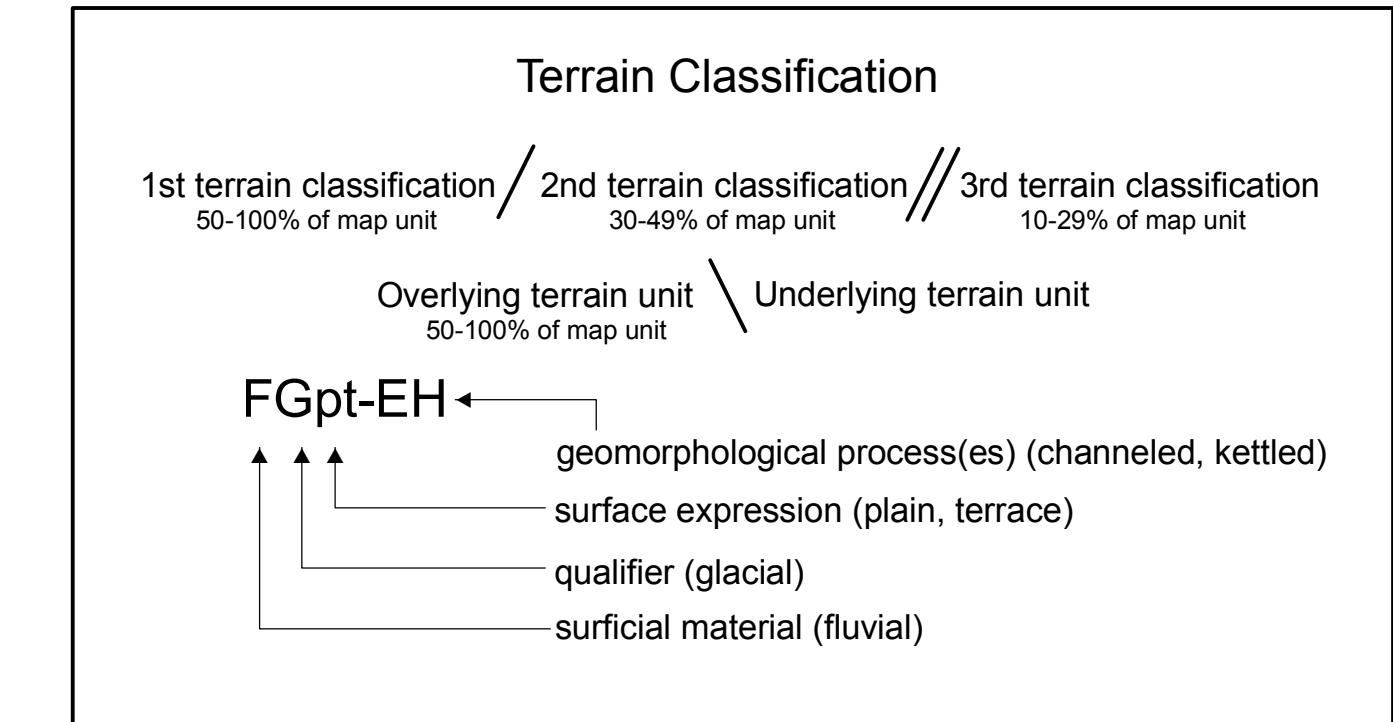 Terrain Classification
1st terrain classification / 2nd terrain classification // 3rd terrain classification
50-100% of map unit 30-49% of map unit 10-29% of map unit
Overlying terrain unit \ Underlying terrain unit
50-100% of map unit
FGpt-EH
geomorphological process(es) (channeled, kettled)
surface expression (plain, terrace)
qualifier (glacial)
surficial material (fluvial)